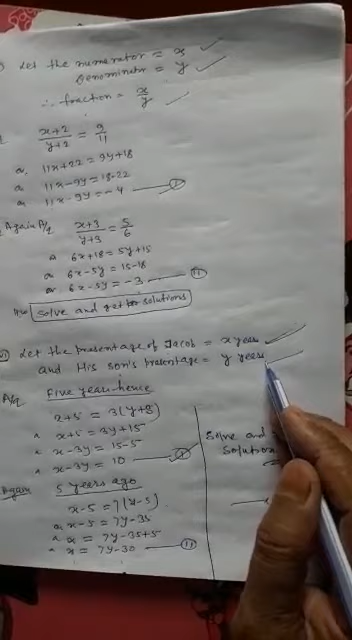 Let the numerator = x
Denominator = y
∴ fraction = x/y
(x+2)/(y+2) = 9/11
or 11x+22 = 9y+18
or 11x-9y = 18-22
or 11x-9y = -4 — (I)
Again A/q (x+3)/(y+3) = 5/6
or 6x+18 = 5y+15
or 6x-5y = 15-18
or 6x-5y = -3 — (II)
solve and get solutions
Let the presentage of Jacob = x years
and His son's presentage = y years
A/q Five years hence
x+5 = 3(y+5)
or x+5 = 3y+15
or x-3y = 15-5
or x-3y = 10 — (I)
Again 5 years ago
x-5 = 7(y-5)
or x-5 = 7y-35
or x = 7y-35+5
or x = 7y-30 — (II)
Solve and
Solution